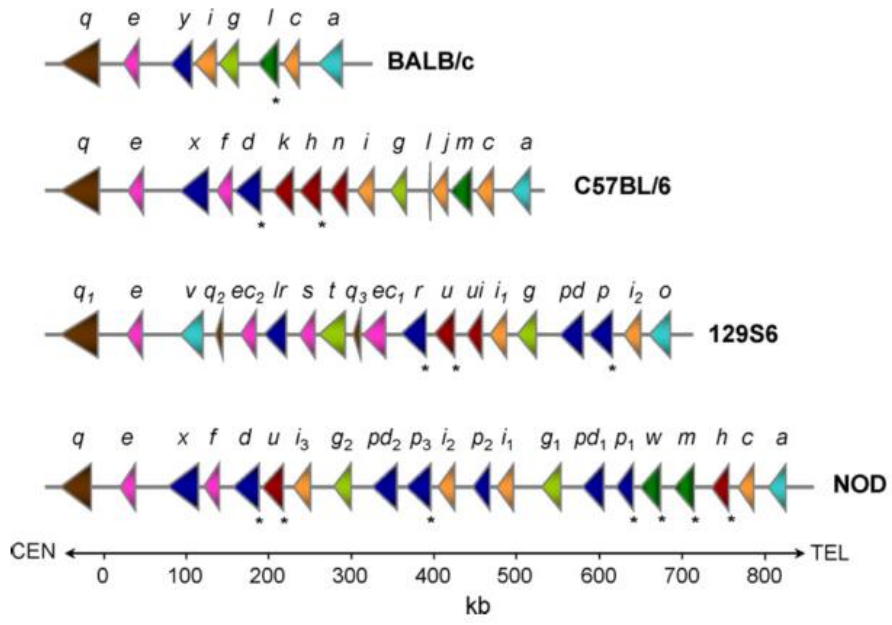 q e y i g l c a
BALB/c
*
q e x f d k h n i g l j m c a
C57BL/6
* *
q₁ e v q₂ ec₂ lr s t q₃ ec₁ r u ui i₁ g pd p i₂ o
129S6
* * *
q e x f d u i₃ g₂ pd₂ p₃ i₂ p₂ i₁ g₁ pd₁ p₁ w m h c a
NOD
* * * * * * *
CEN TEL
0 100 200 300 400 500 600 700 800
kb